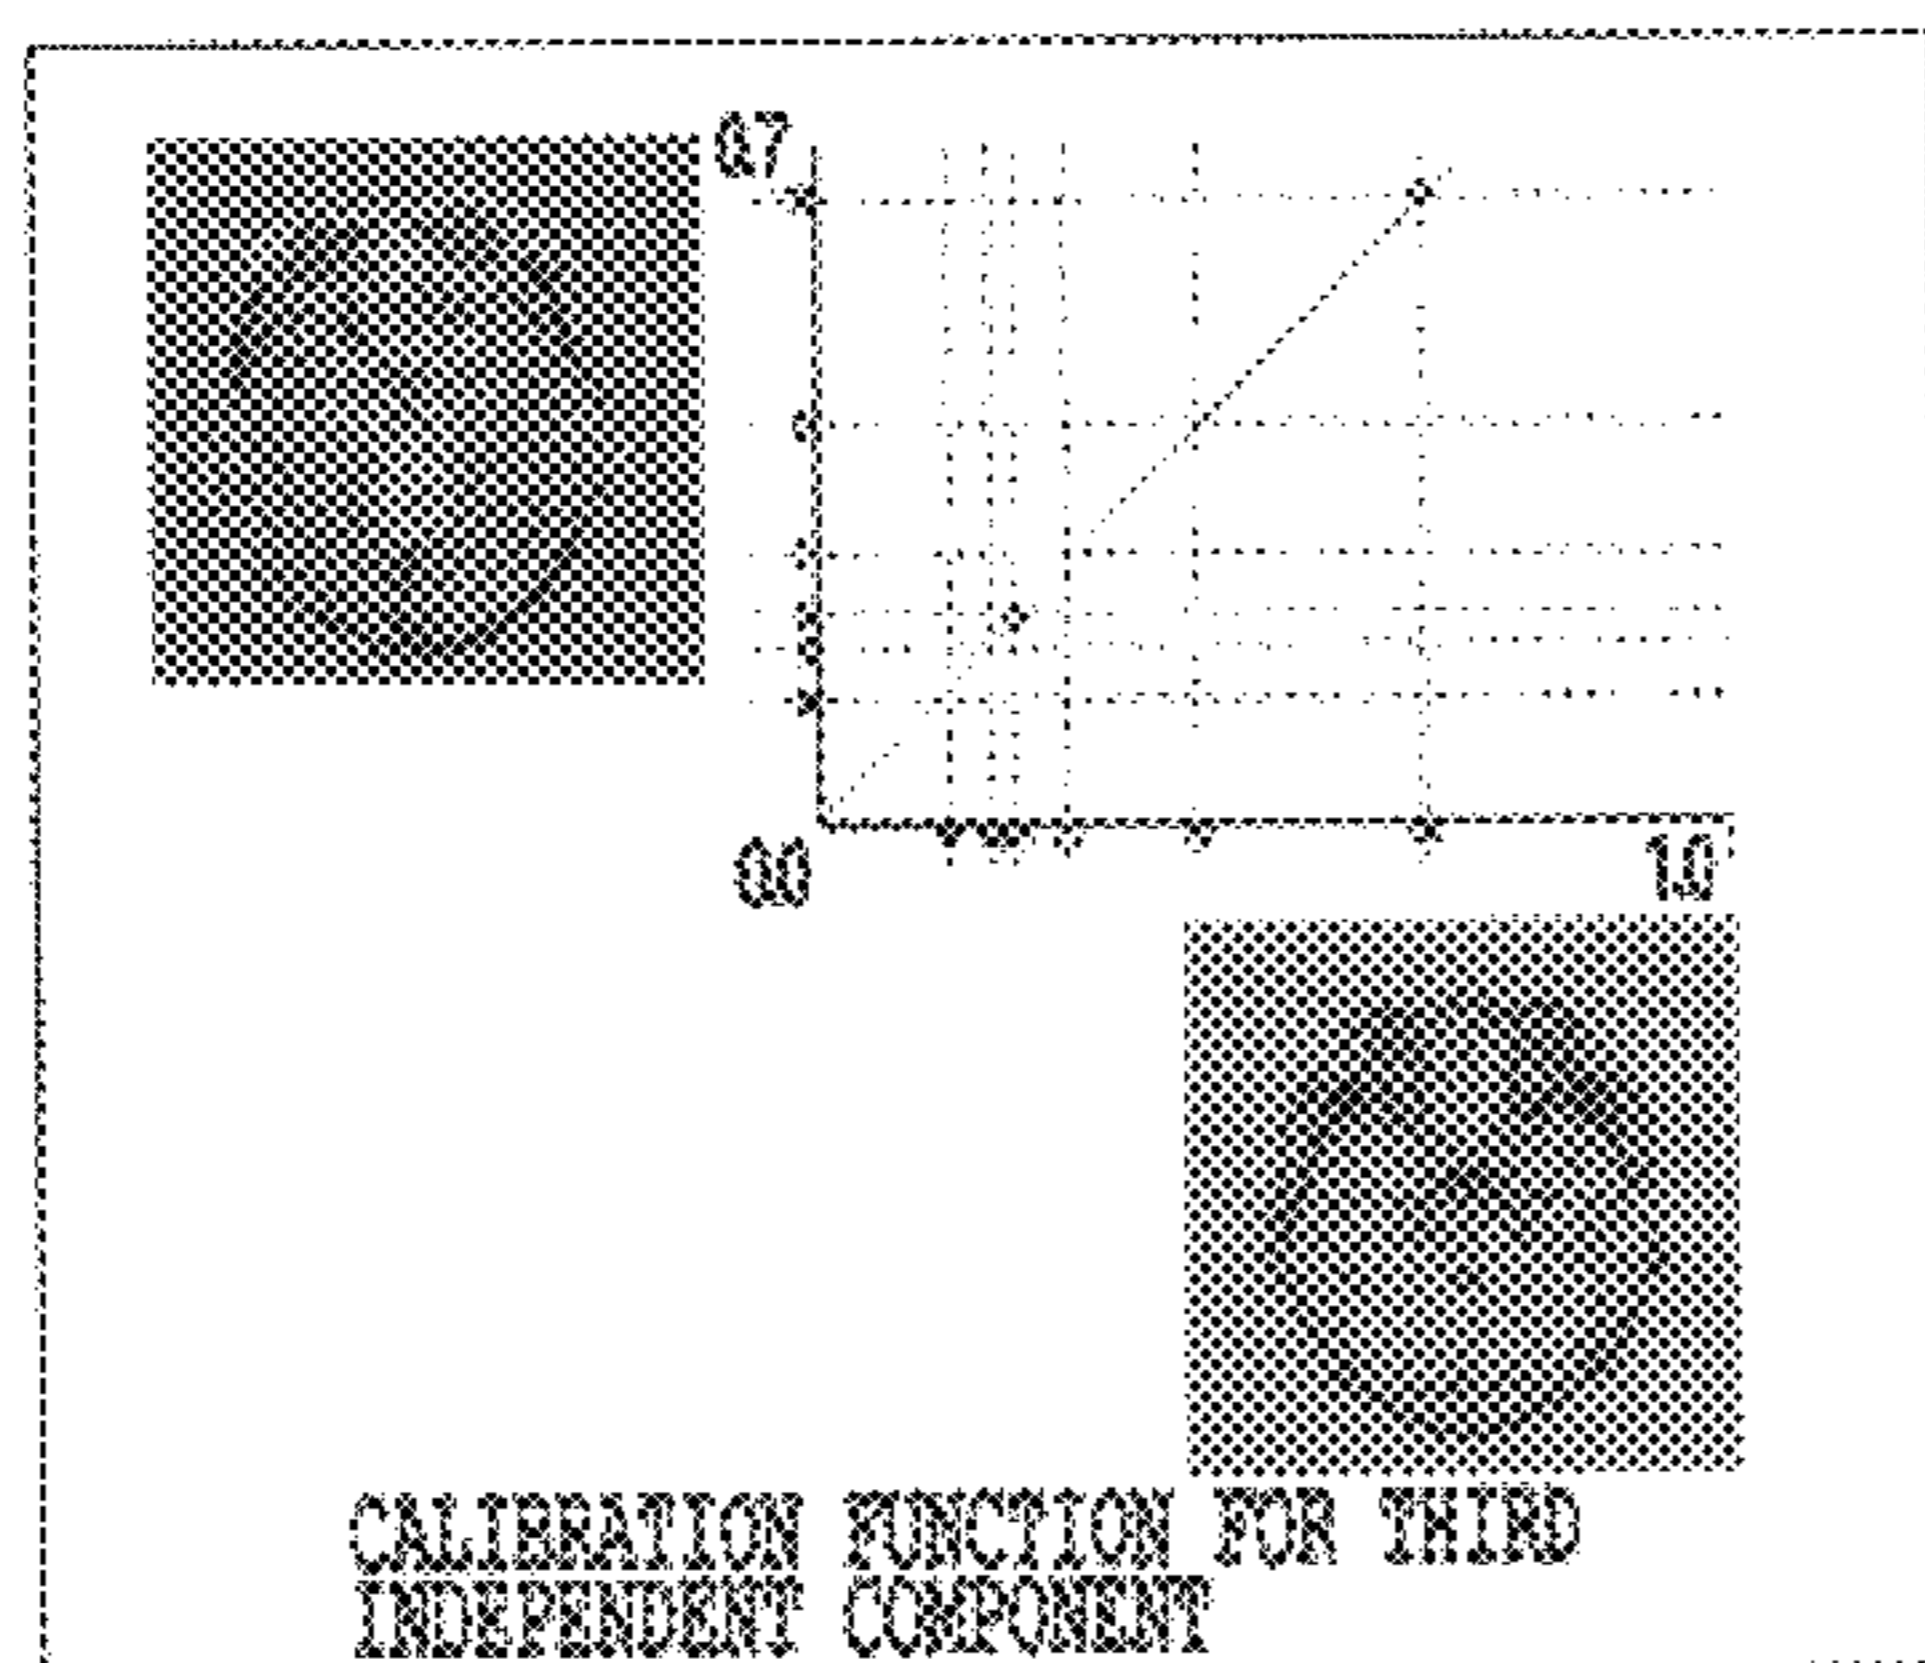 0.7
0.0
1.0
CALIBRATION FUNCTION FOR THIRD
INDEPENDENT COMPONENT